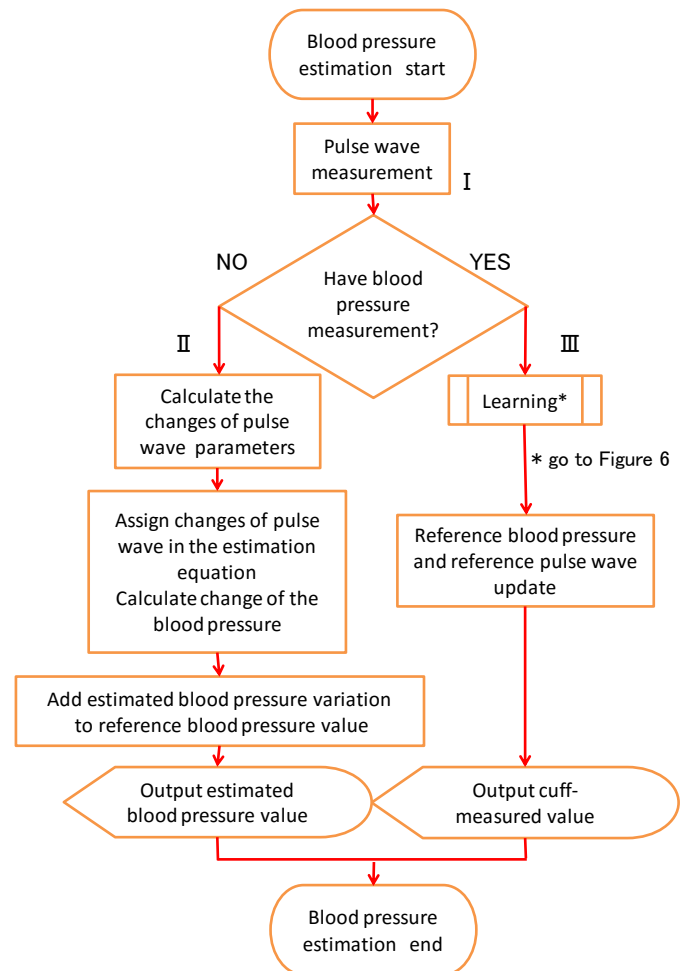 Blood pressure
estimation start
Pulse wave
measurement
Ⅰ
NO
YES
Have blood
pressure
measurement?
Ⅱ
Ⅲ
Calculate the
changes of pulse
wave parameters
Learning*
* go to Figure 6
Assign changes of pulse
wave in the estimation
equation
Calculate change of the
blood pressure
Reference blood pressure
and reference pulse wave
update
Add estimated blood pressure variation
to reference blood pressure value
Output estimated
blood pressure value
Output cuff-
measured value
Blood pressure
estimation end